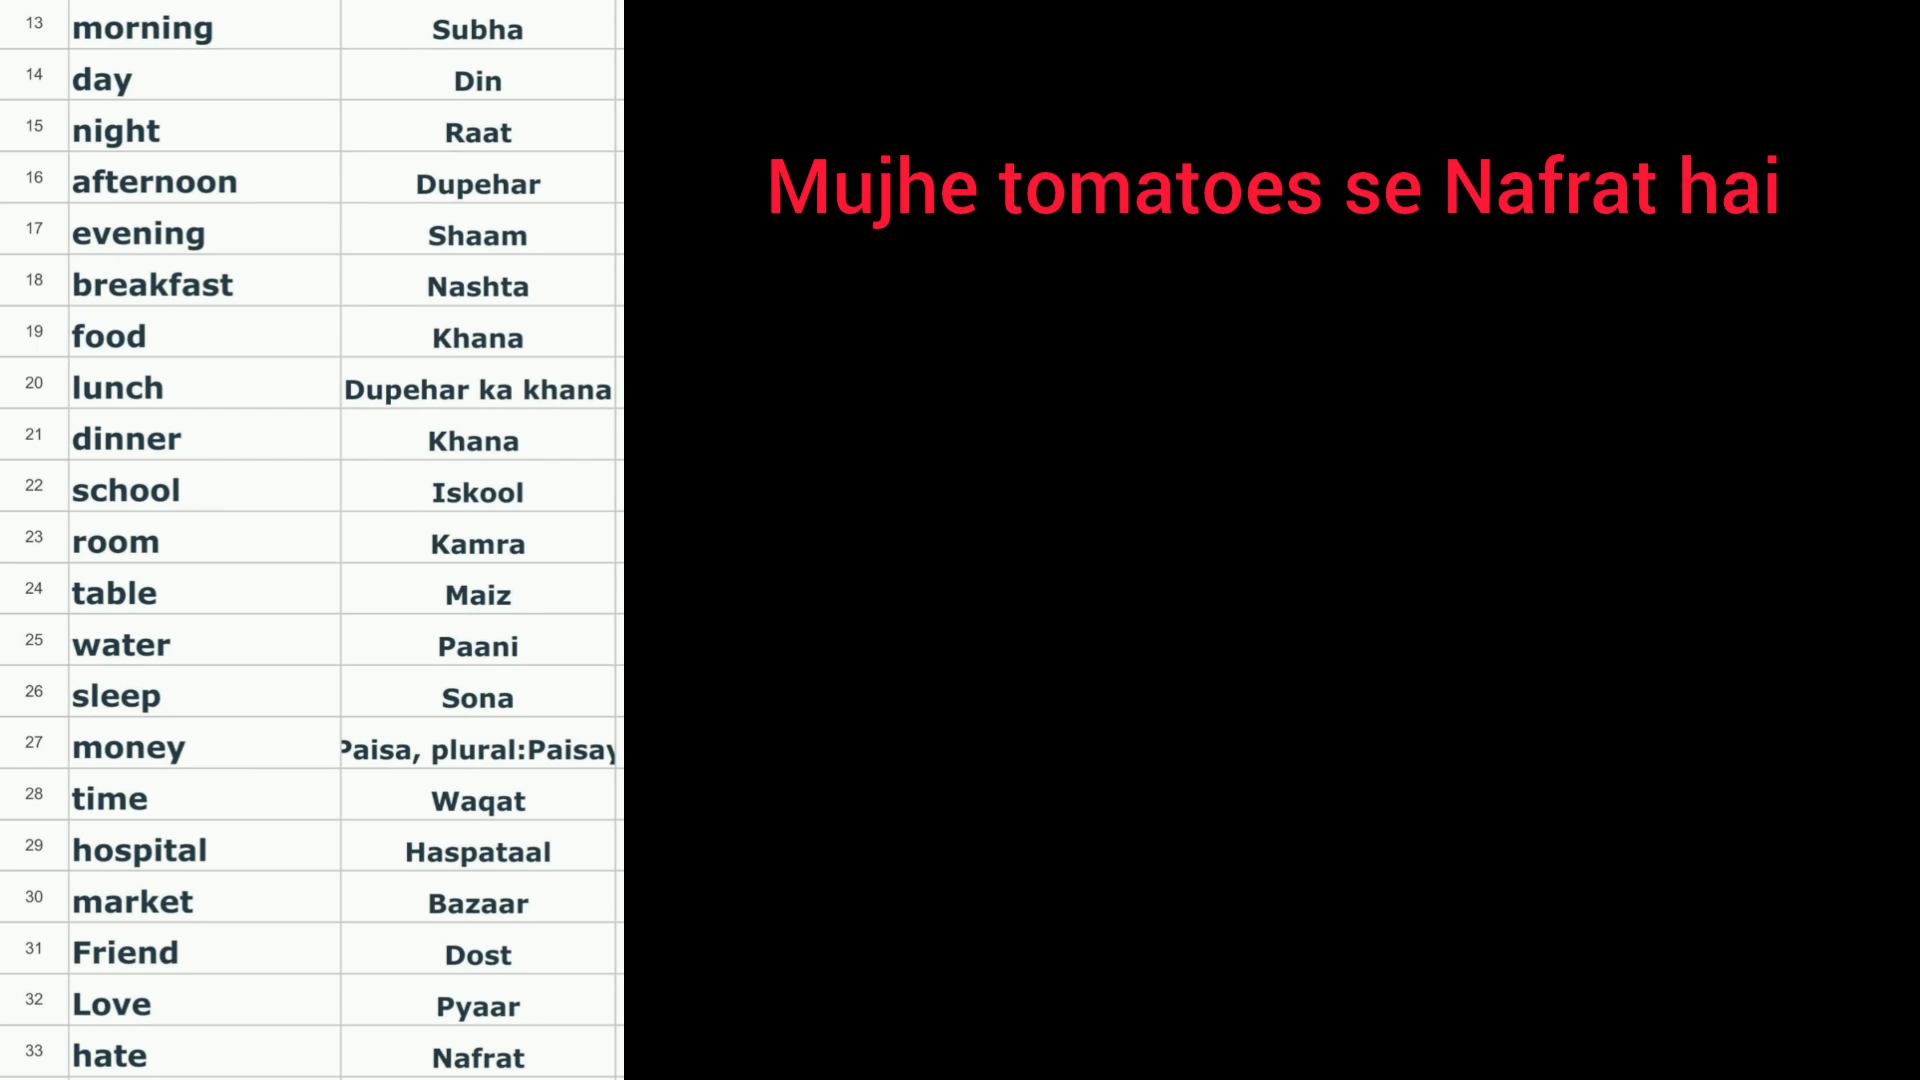 13 morning Subha
14 day Din
15 night Raat
16 afternoon Dupehar
17 evening Shaam
18 breakfast Nashta
19 food Khana
20 lunch Dupehar ka khana
21 dinner Khana
22 school Iskool
23 room Kamra
24 table Maiz
25 water Paani
26 sleep Sona
27 money Paisa, plural:Paisay
28 time Waqat
29 hospital Haspataal
30 market Bazaar
31 Friend Dost
32 Love Pyaar
33 hate Nafrat
Mujhe tomatoes se Nafrat hai